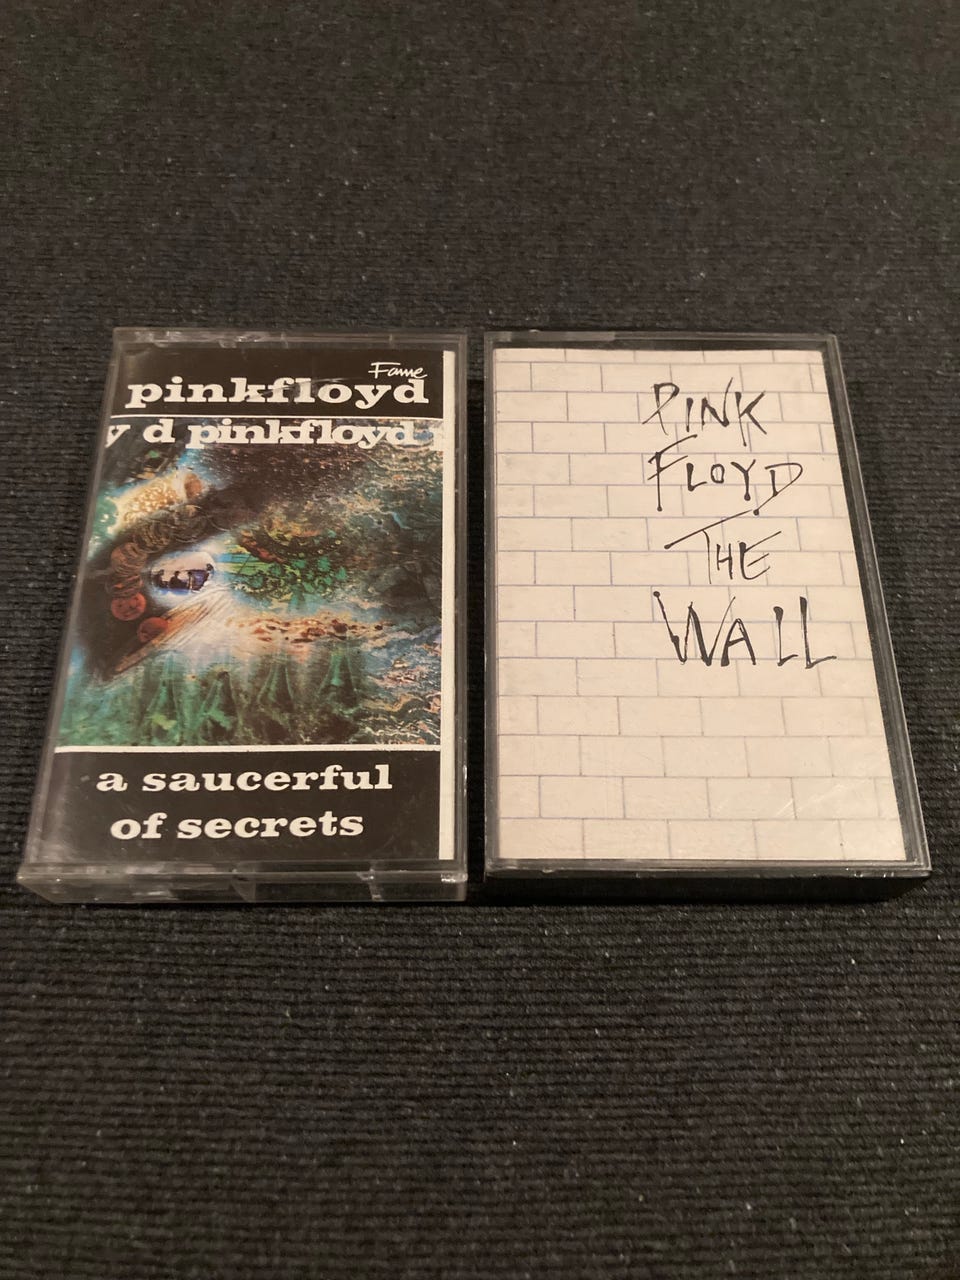 Fame
pinkfloyd
y d pinkfloyd
a saucerful
of secrets
PINK
FLOYD
THE
WALL